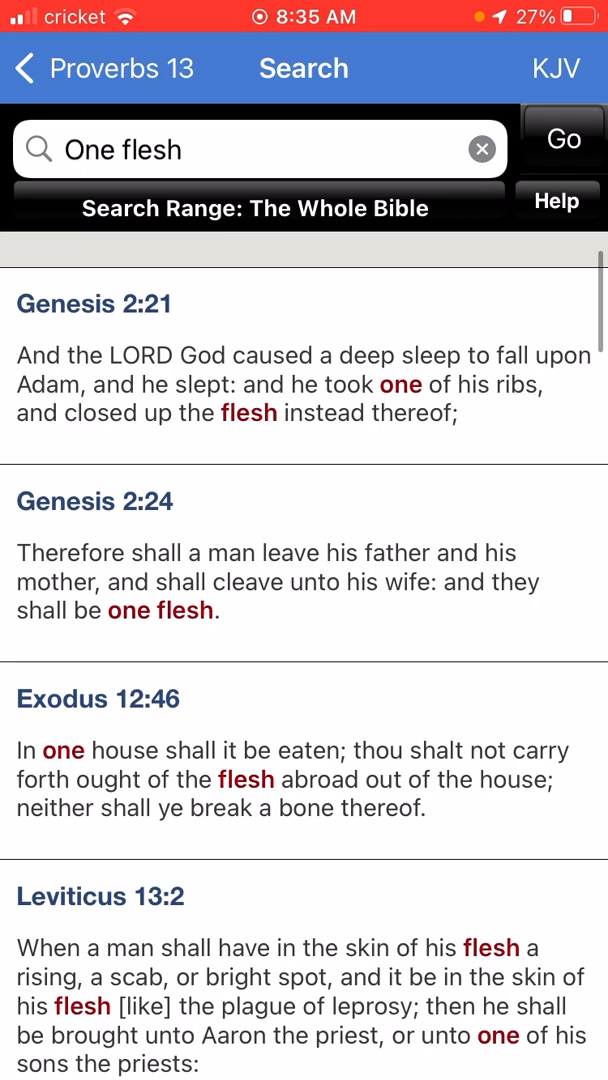 cricket 8:35 AM 27%
Proverbs 13 Search KJV
One flesh Go
Search Range: The Whole Bible Help
Genesis 2:21
And the LORD God caused a deep sleep to fall upon
Adam, and he slept: and he took one of his ribs,
and closed up the flesh instead thereof;
Genesis 2:24
Therefore shall a man leave his father and his
mother, and shall cleave unto his wife: and they
shall be one flesh.
Exodus 12:46
In one house shall it be eaten; thou shalt not carry
forth ought of the flesh abroad out of the house;
neither shall ye break a bone thereof.
Leviticus 13:2
When a man shall have in the skin of his flesh a
rising, a scab, or bright spot, and it be in the skin of
his flesh [like] the plague of leprosy; then he shall
be brought unto Aaron the priest, or unto one of his
sons the priests: